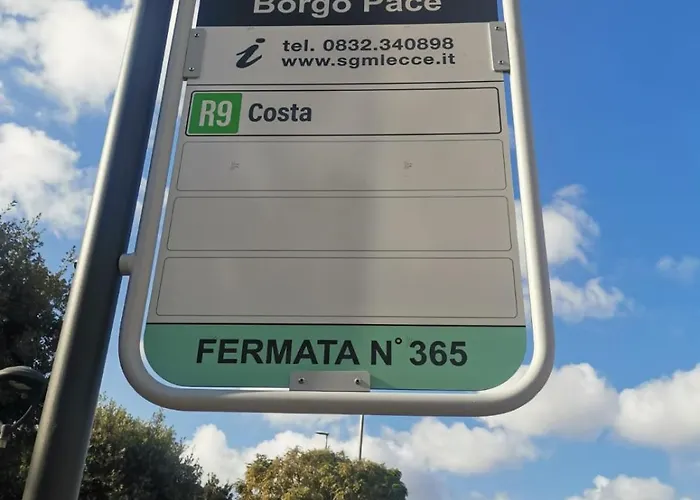 Borgo Pace
i tel. 0832.340898
www.sgmlecce.it
R9 Costa
FERMATA N° 365